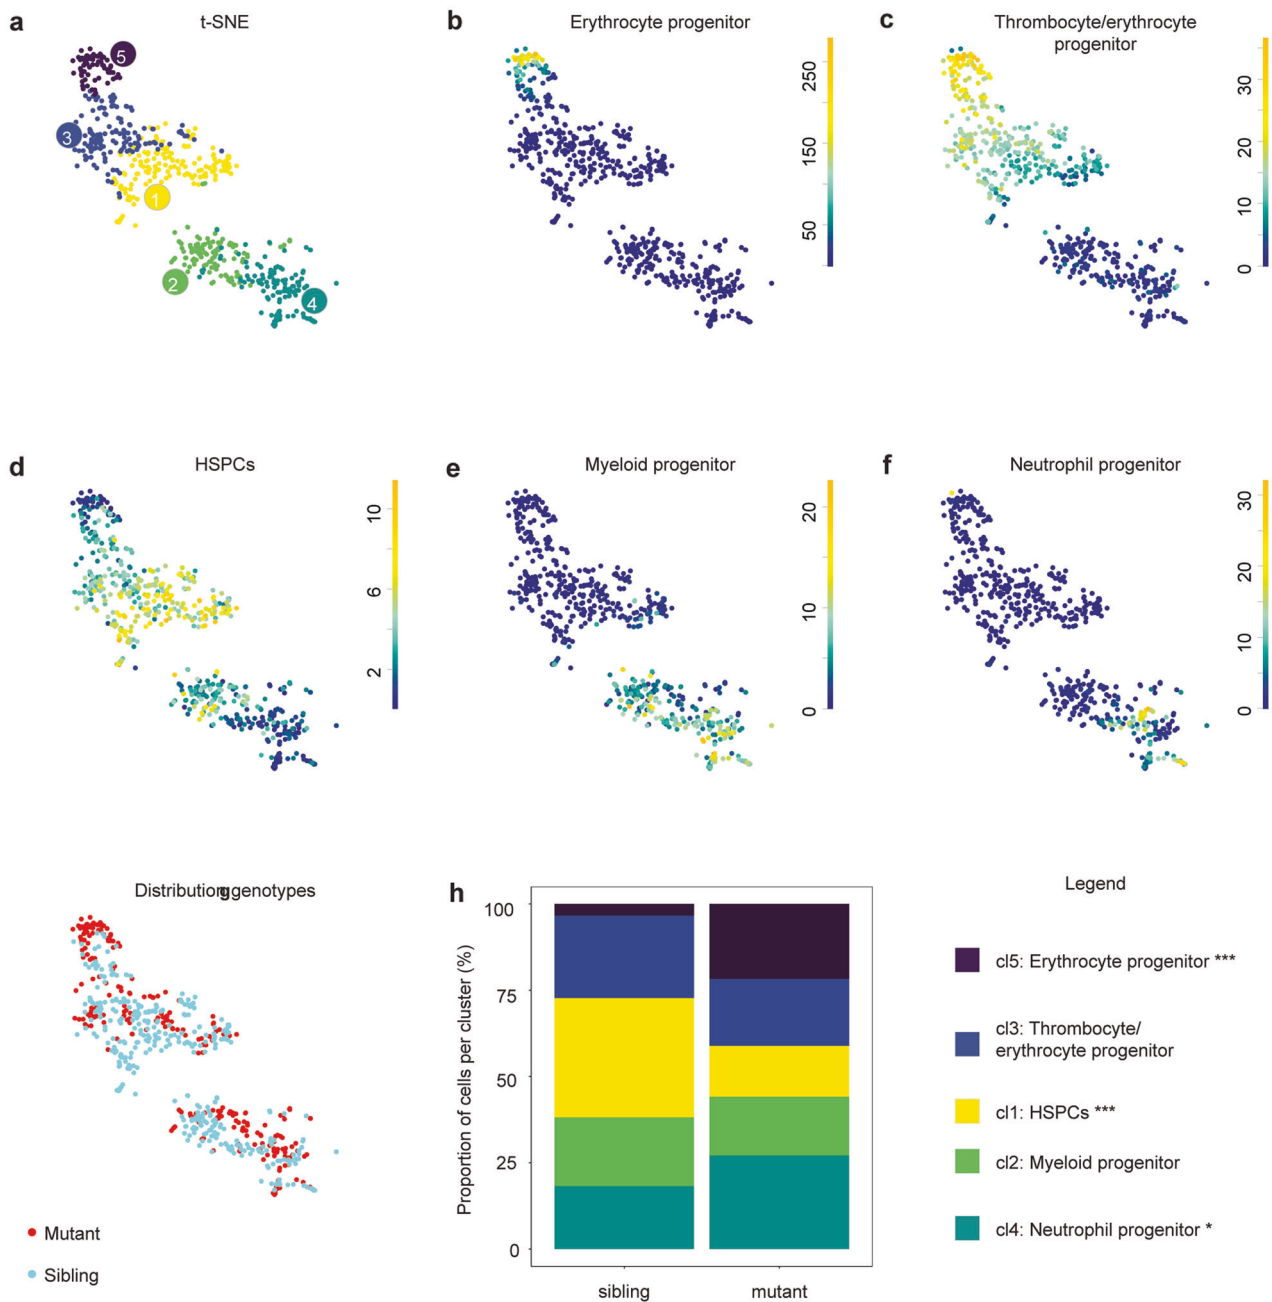 a
t-SNE
5
3
1
2
4
b
Erythrocyte progenitor
250
150
50
c
Thrombocyte/erythrocyte
progenitor
30
20
10
0
d
HSPCs
10
6
2
e
Myeloid progenitor
20
10
0
f
Neutrophil progenitor
30
20
10
0
Distribution genotypes
g
Mutant
Sibling
h
Proportion of cells per cluster (%)
100
75
50
25
0
sibling
mutant
Legend
cl5: Erythrocyte progenitor ***
cl3: Thrombocyte/
erythrocyte progenitor
cl1: HSPCs ***
cl2: Myeloid progenitor
cl4: Neutrophil progenitor *